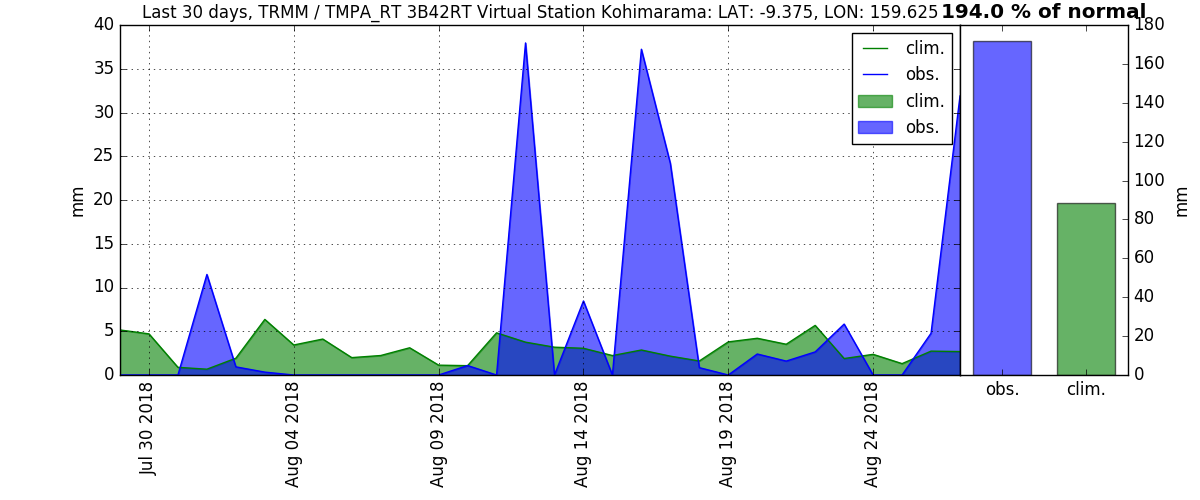 Last 30 days, TRMM / TMPA_RT 3B42RT Virtual Station Kohimarama: LAT: -9.375, LON: 159.625
194.0 % of normal
40
35
30
25
20
15
10
5
0
mm
clim.
obs.
clim.
obs.
180
160
140
120
100
80
60
40
20
0
mm
Jul 30 2018
Aug 04 2018
Aug 09 2018
Aug 14 2018
Aug 19 2018
Aug 24 2018
obs.
clim.